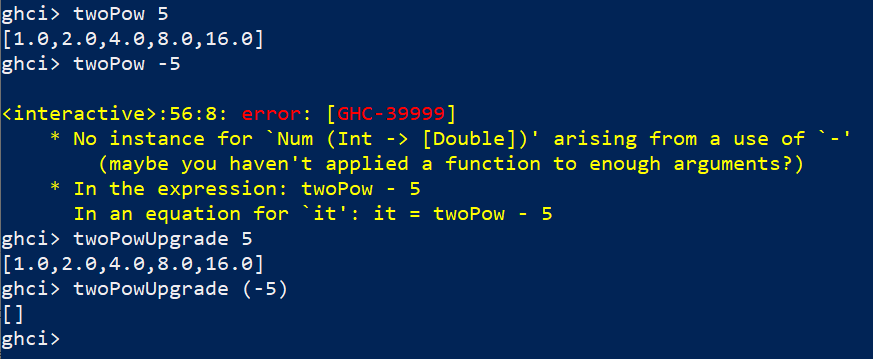 ghci> twoPow 5
[1.0,2.0,4.0,8.0,16.0]
ghci> twoPow -5

<interactive>:56:8: error: [GHC-39999]
    * No instance for `Num (Int -> [Double])' arising from a use of `-'
        (maybe you haven't applied a function to enough arguments?)
    * In the expression: twoPow - 5
      In an equation for `it': it = twoPow - 5
ghci> twoPowUpgrade 5
[1.0,2.0,4.0,8.0,16.0]
ghci> twoPowUpgrade (-5)
[]
ghci>